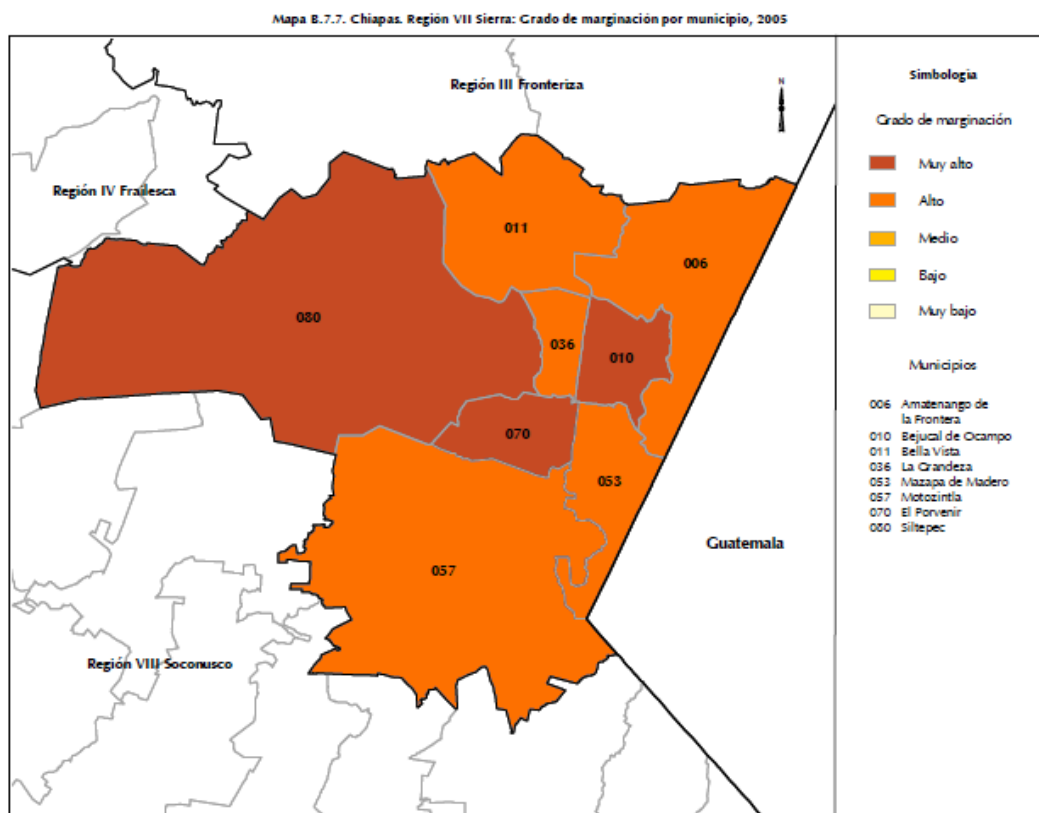 Mapa B.7.7. Chiapas. Región VII Sierra: Grado de marginación por municipio, 2005
Región III Fronteriza
N
Región IV Frailesca
011
006
080
036
010
070
053
057
Guatemala
Región VIII Soconusco
Simbologia
Grado de marginación
Muy alto
Alto
Medio
Bajo
Muy bajo
Municipios
006 Amatenango de
la Frontera
010 Bejucal de Ocampo
011 Bella Vista
036 La Grandeza
053 Mazapa de Madero
057 Motozintla
070 El Porvenir
080 Siltepec